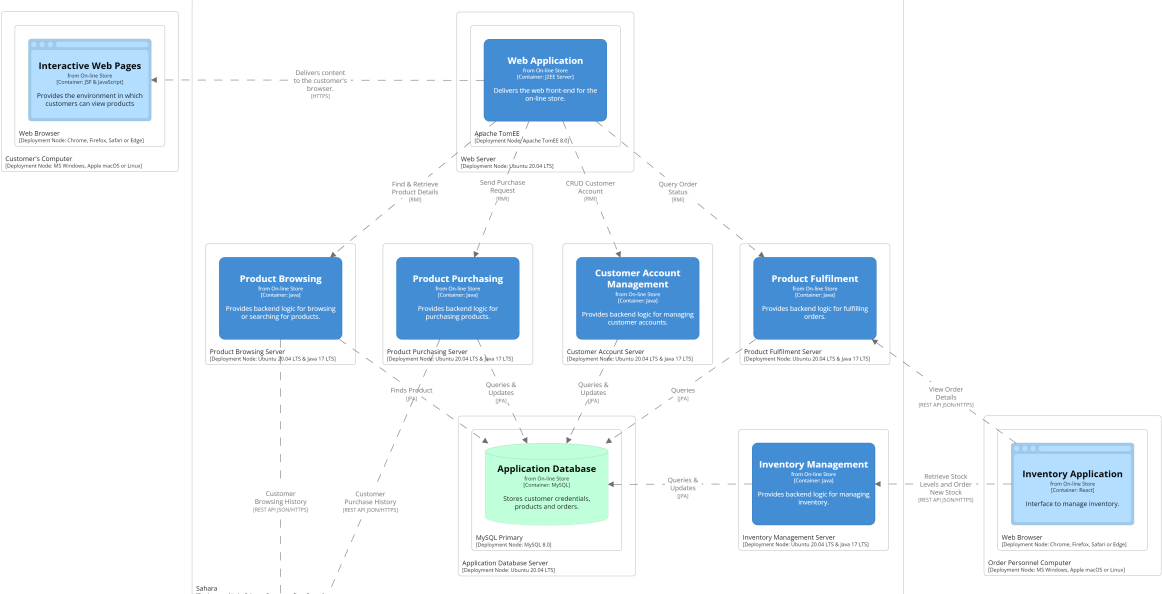 Interactive Web Pages
from On-line Store
[Container: JSF & JavaScript]
Provides the environment in which
customers can view products
Web Browser
[Deployment Node: Chrome, Firefox, Safari or Edge]
Customer's Computer
[Deployment Node: MS Windows, Apple macOS or Linux]
Delivers content
to the customer's
browser.
[HTTPS]
Web Application
from On-line Store
[Container: J2EE Server]
Delivers the web front-end for the
on-line store.
Apache TomEE
[Deployment Node: Apache TomEE 8.0]
Web Server
[Deployment Node: Ubuntu 20.04 LTS]
Find & Retrieve
Product Details
[RMI]
Send Purchase
Request
[RMI]
CRUD Customer
Account
[RMI]
Query Order
Status
[RMI]
Product Browsing
from On-line Store
[Container: Java]
Provides backend logic for browsing
or searching for products.
Product Browsing Server
[Deployment Node: Ubuntu 20.04 LTS & Java 17 LTS]
Product Purchasing
from On-line Store
[Container: Java]
Provides backend logic for
purchasing products.
Product Purchasing Server
[Deployment Node: Ubuntu 20.04 LTS & Java 17 LTS]
Customer Account
Management
from On-line Store
[Container: Java]
Provides backend logic for managing
customer accounts.
Customer Account Server
[Deployment Node: Ubuntu 20.04 LTS & Java 17 LTS]
Product Fulfilment
from On-line Store
[Container: Java]
Provides backend logic for fulfilling
orders.
Product Fulfilment Server
[Deployment Node: Ubuntu 20.04 LTS & Java 17 LTS]
Finds Product
[JPA]
Queries &
Updates
[JPA]
Queries &
Updates
[JPA]
Queries
[JPA]
View Order
Details
[REST API JSON/HTTPS]
Customer
Browsing History
[REST API JSON/HTTPS]
Customer
Purchase History
[REST API JSON/HTTPS]
Application Database
from On-line Store
[Container: MySQL]
Stores customer credentials,
products and orders.
MySQL Primary
[Deployment Node: MySQL 8.0]
Application Database Server
[Deployment Node: Ubuntu 20.04 LTS]
Queries &
Updates
[JPA]
Inventory Management
from On-line Store
[Container: Java]
Provides backend logic for managing
inventory.
Inventory Management Server
[Deployment Node: Ubuntu 20.04 LTS & Java 17 LTS]
Retrieve Stock
Levels and Order
New Stock
[REST API JSON/HTTPS]
Inventory Application
from On-line Store
[Container: React]
Interface to manage inventory.
Web Browser
[Deployment Node: Chrome, Firefox, Safari or Edge]
Order Personnel Computer
[Deployment Node: MS Windows, Apple macOS or Linux]
Sahara